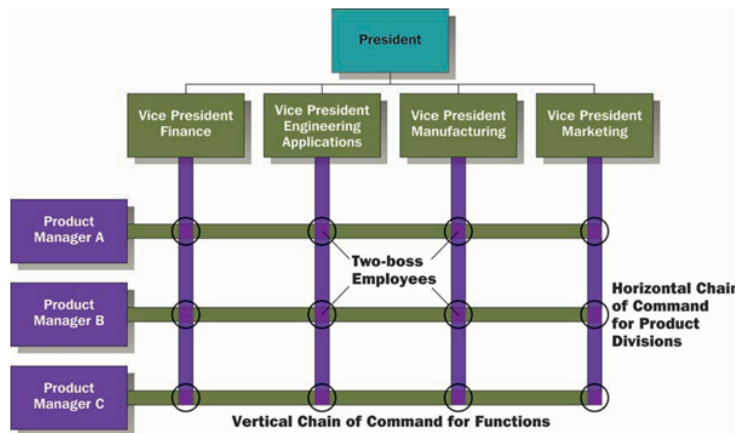 President
Vice President
Finance
Vice President
Engineering
Applications
Vice President
Manufacturing
Vice President
Marketing
Product
Manager A
Two-boss
Employees
Product
Manager B
Horizontal Chain
of Command
for Product
Divisions
Product
Manager C
Vertical Chain of Command for Functions